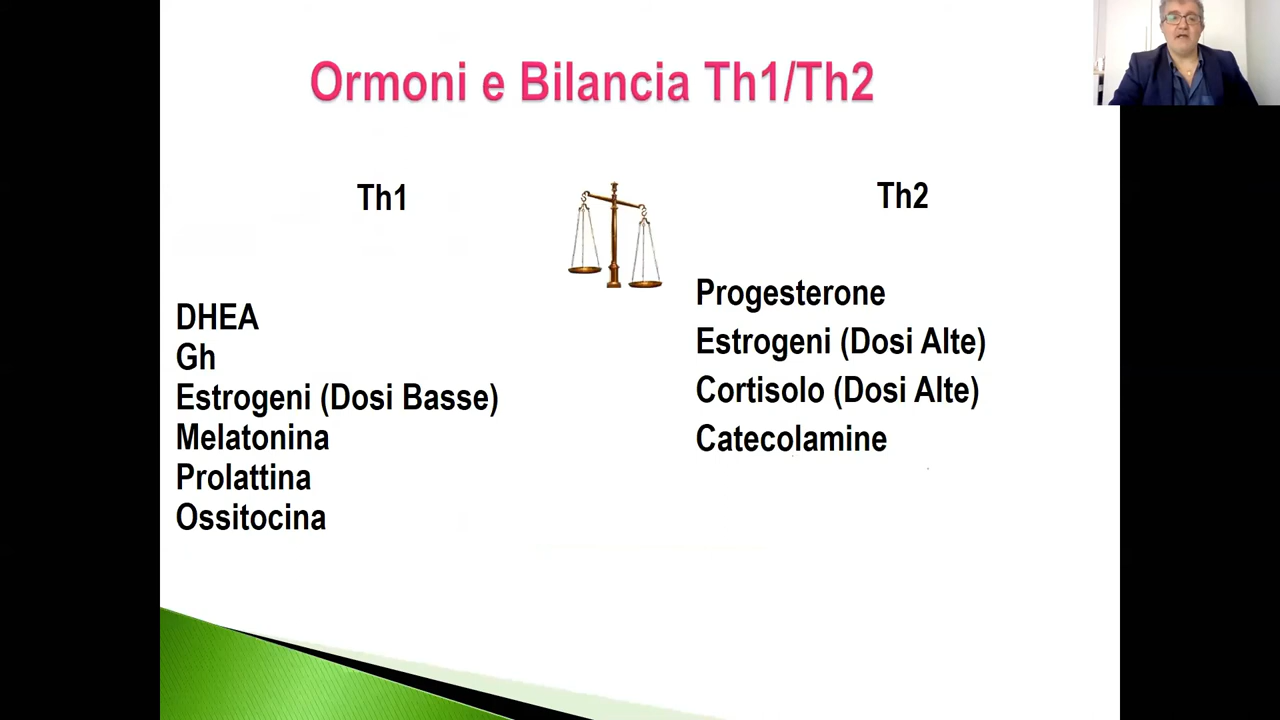 Ormoni e Bilancia Th1/Th2
Th1
DHEA
Gh
Estrogeni (Dosi Basse)
Melatonina
Prolattina
Ossitocina
Th2
Progesterone
Estrogeni (Dosi Alte)
Cortisolo (Dosi Alte)
Catecolamine